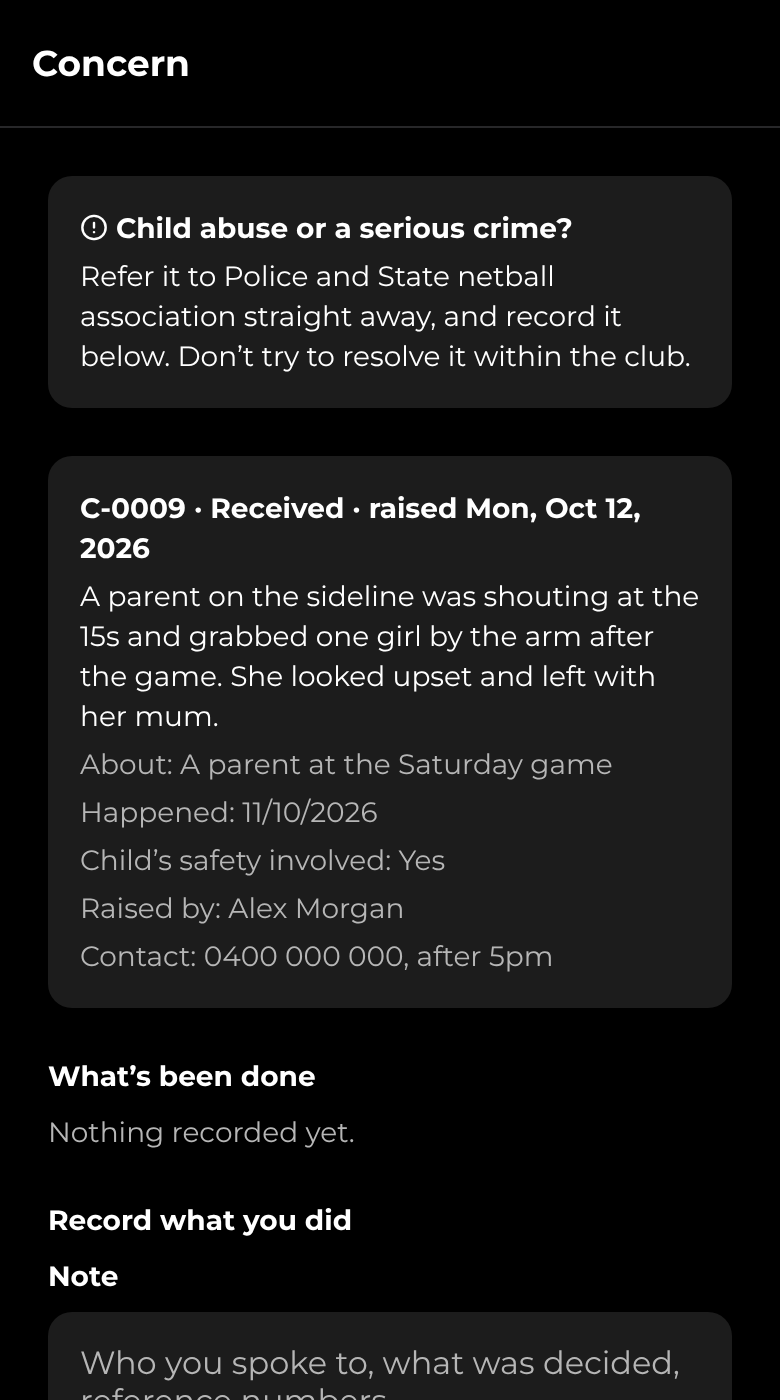 Concern
Child abuse or a serious crime?
Refer it to Police and State netball
association straight away, and record it
below. Don’t try to resolve it within the club.
C-0009 · Received · raised Mon, Oct 12,
2026
A parent on the sideline was shouting at the
15s and grabbed one girl by the arm after
the game. She looked upset and left with
her mum.
About: A parent at the Saturday game
Happened: 11/10/2026
Child’s safety involved: Yes
Raised by: Alex Morgan
Contact: 0400 000 000, after 5pm
What’s been done
Nothing recorded yet.
Record what you did
Note
Who you spoke to, what was decided,
reference numbers